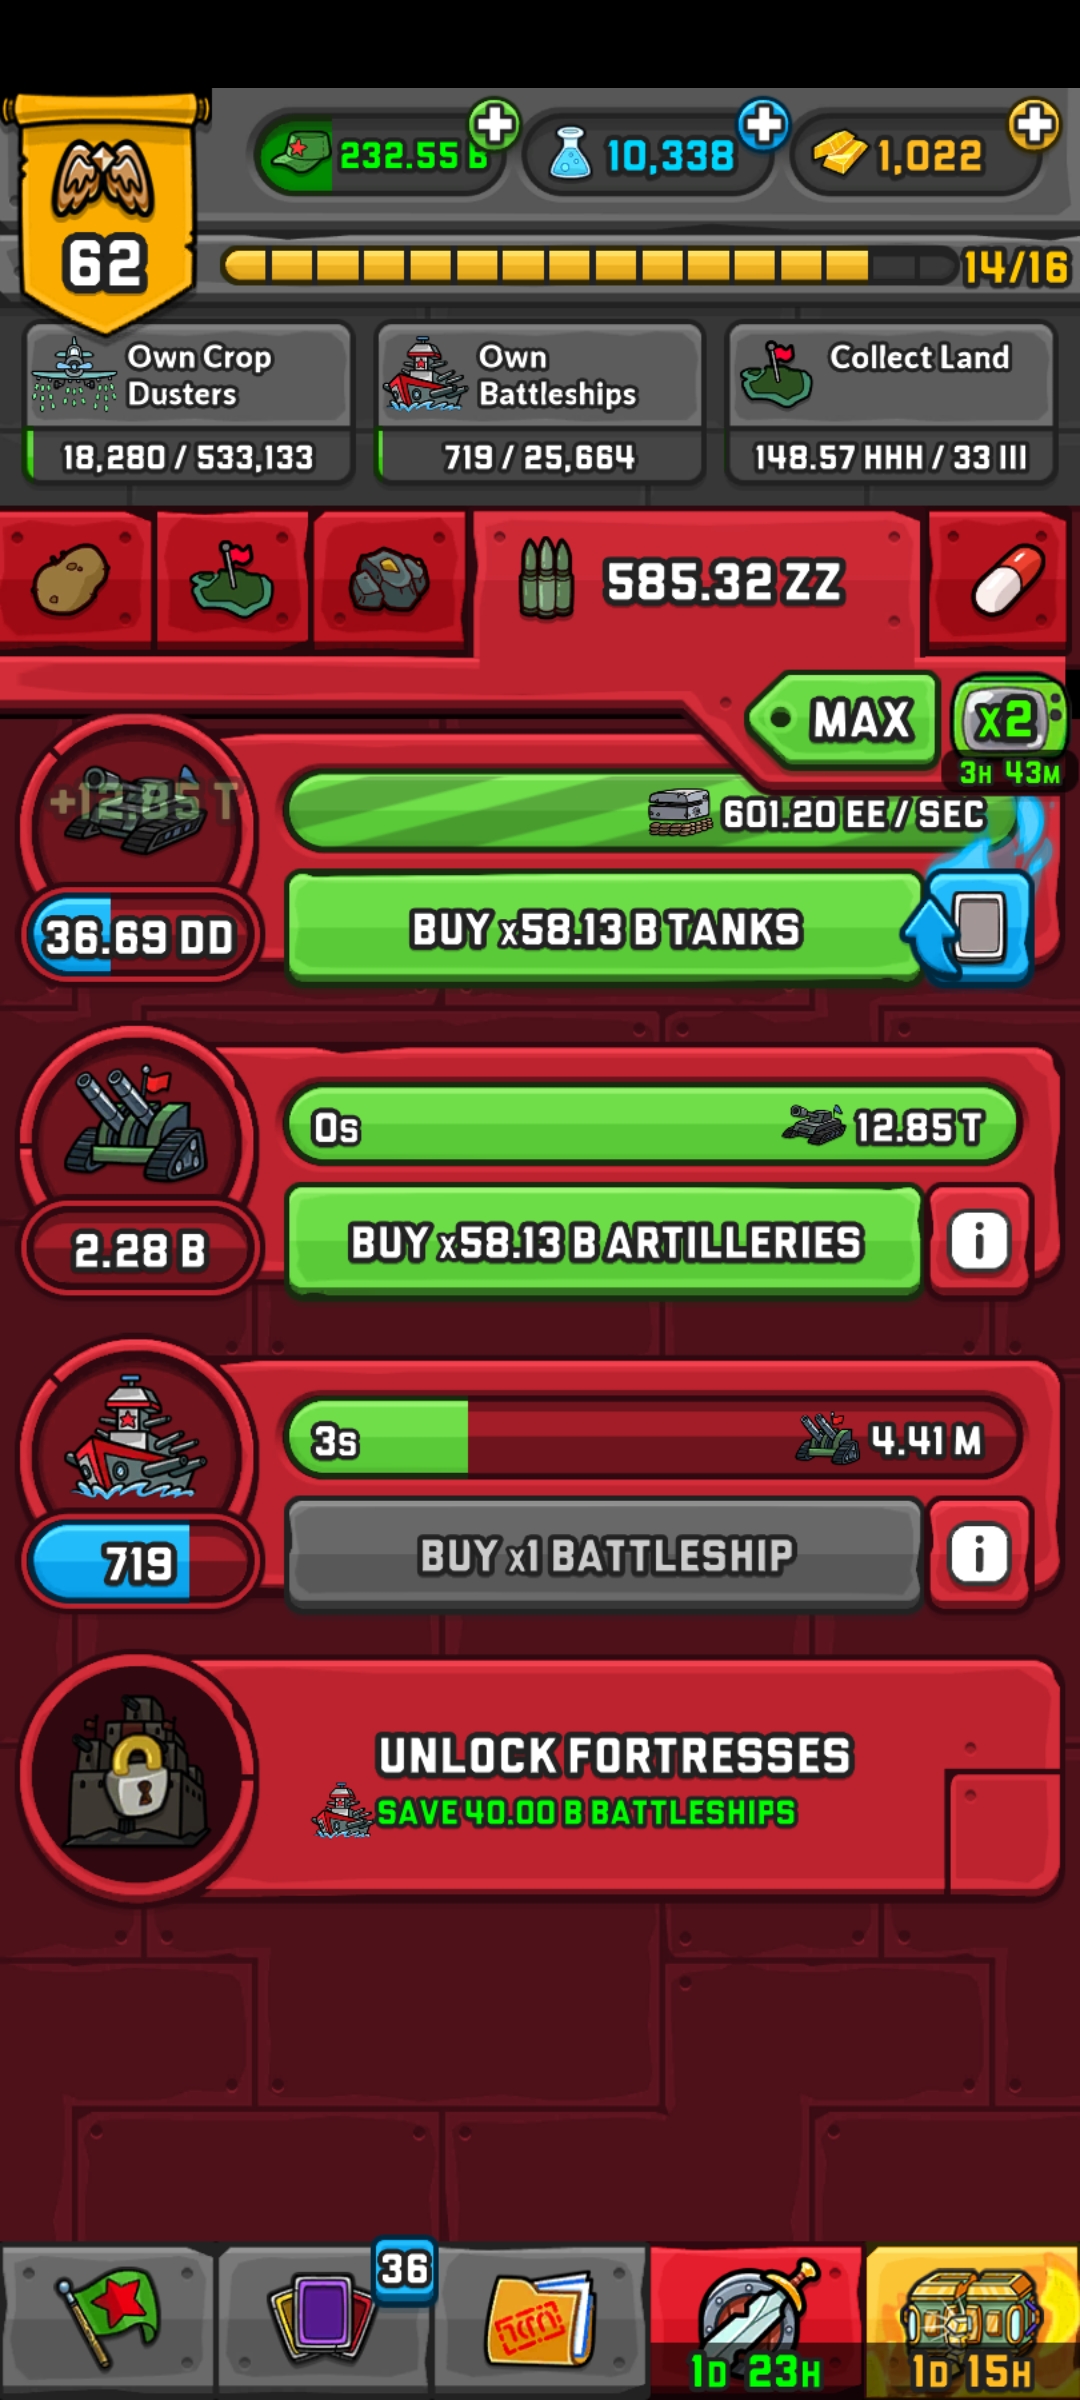 232.55 B
10,338
1,022
62
14/16
Own Crop Dusters
18,280 / 533,133
Own Battleships
719 / 25,664
Collect Land
148.57 HHH / 33 III
585.32 ZZ
MAX
x2
3H 43M
+12.85 T
601.20 EE / SEC
36.69 DD
BUY x58.13 B TANKS
0s
12.85 T
2.28 B
BUY x58.13 B ARTILLERIES
3s
4.41 M
719
BUY x1 BATTLESHIP
UNLOCK FORTRESSES
SAVE 40.00 B BATTLESHIPS
36
1D 23H
1D 15H